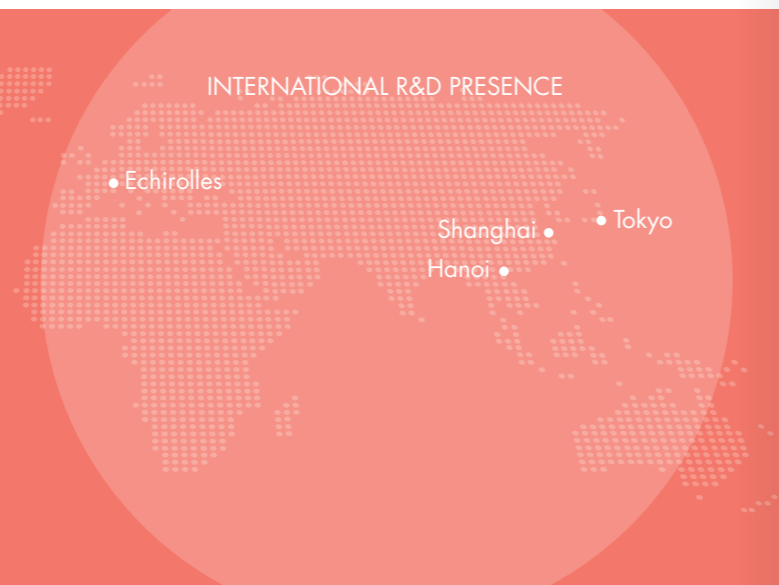 INTERNATIONAL R&D PRESENCE
Echirolles
Tokyo
Shanghai
Hanoi